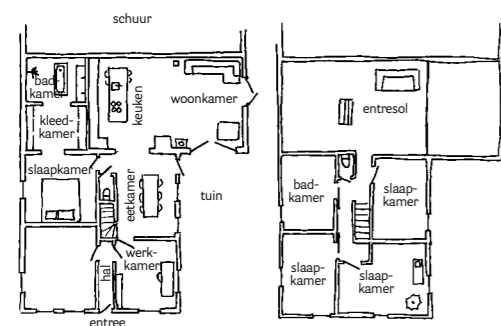 schuur
bad-
kamer
keuken
woonkamer
kleed-
kamer
slaapkamer
eetkamer
tuin
werk-
kamer
hal
entree
entresol
bad-
kamer
slaap-
kamer
slaap-
kamer
slaap-
kamer